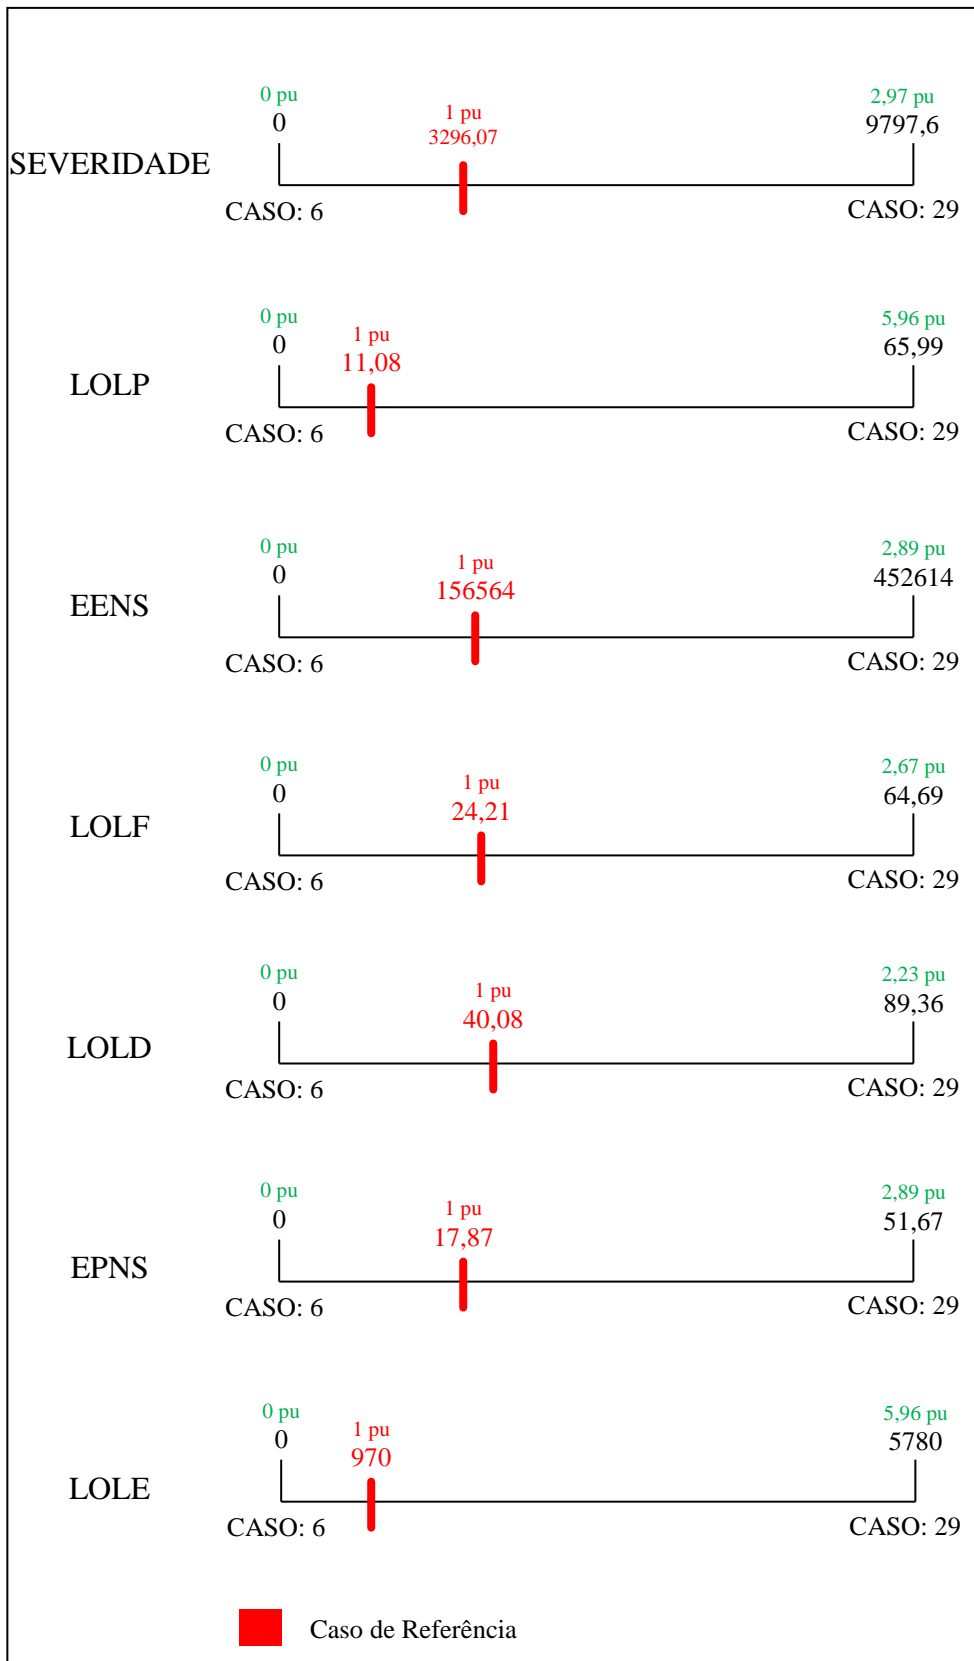 0 pu
1 pu
2,97 pu
0
3296,07
9797,6
SEVERIDADE
CASO: 6
CASO: 29
0 pu
1 pu
5,96 pu
0
11,08
65,99
LOLP
CASO: 6
CASO: 29
0 pu
1 pu
2,89 pu
0
156564
452614
EENS
CASO: 6
CASO: 29
0 pu
1 pu
2,67 pu
0
24,21
64,69
LOLF
CASO: 6
CASO: 29
0 pu
1 pu
2,23 pu
0
40,08
89,36
LOLD
CASO: 6
CASO: 29
0 pu
1 pu
2,89 pu
0
17,87
51,67
EPNS
CASO: 6
CASO: 29
0 pu
1 pu
5,96 pu
0
970
5780
LOLE
CASO: 6
CASO: 29
Caso de Referência